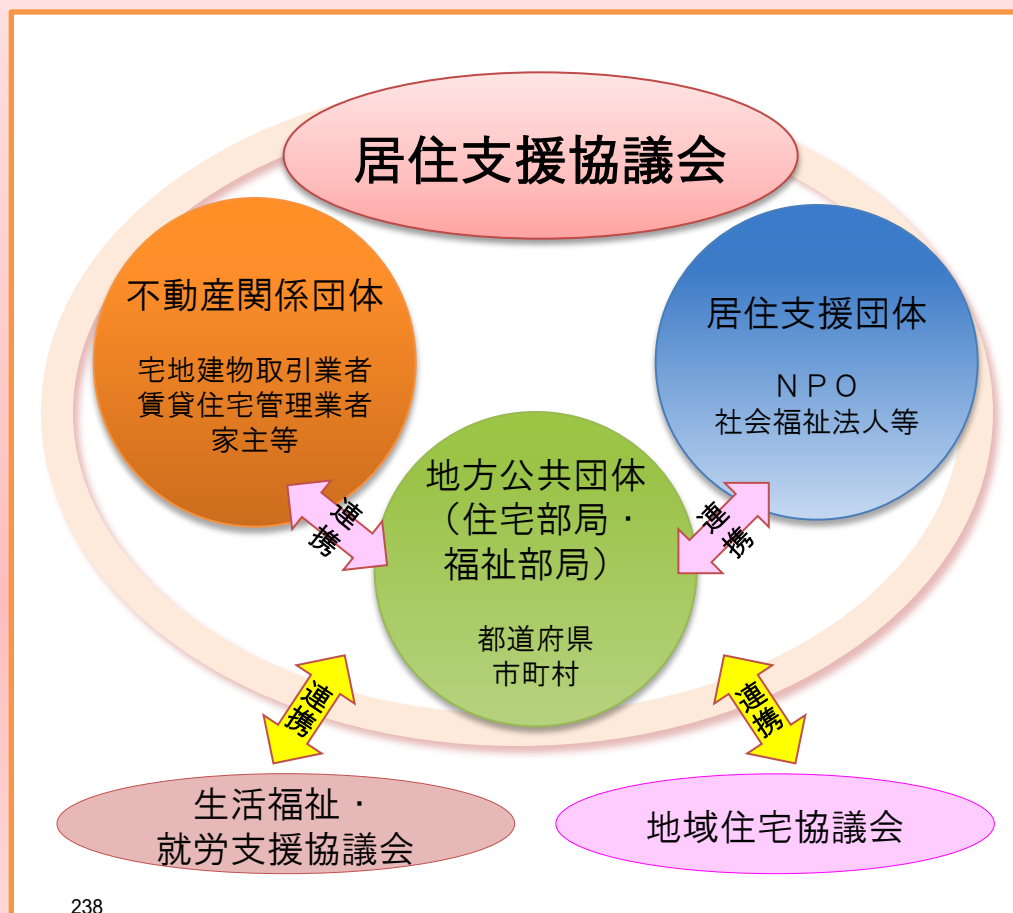 居住支援協議会
不動産関係団体
宅地建物取引業者
賃貸住宅管理業者
家主等
居住支援団体
ＮＰＯ
社会福祉法人等
地方公共団体
（住宅部局・
福祉部局）
都道府県
市町村
連携
連携
連携
連携
生活福祉・
就労支援協議会
地域住宅協議会
238